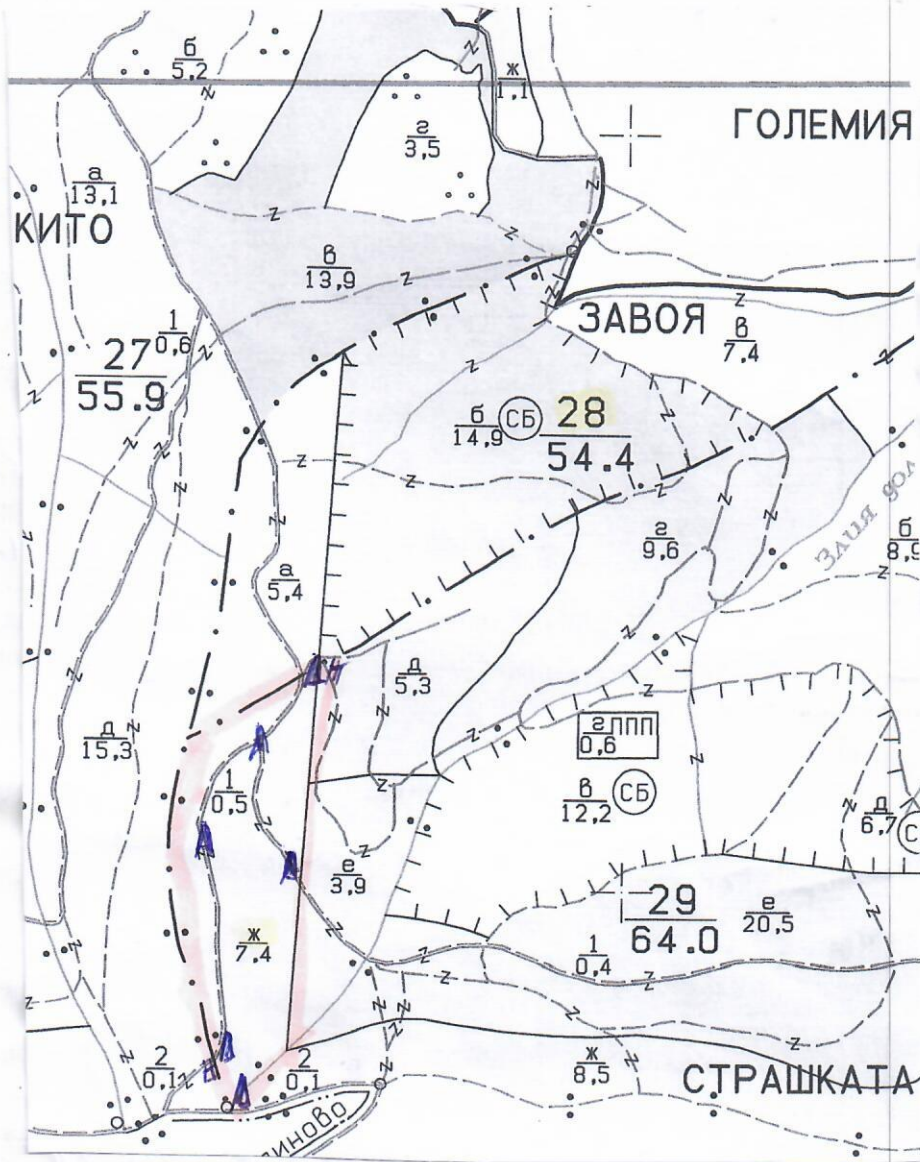 б
5,2
ж
1,1
ГОЛЕМИЯ
г
3,5
а
13,1
КИТО
в
13,9
ЗАВОЯ
в
7,4
1
0,6
27
55.9
б
14,9
СБ
28
54.4
г
9,6
Злия дол
б
а
5,4
д
5,3
д
15,3
г ППП
0,6
1
0,5
в
12,2
СБ
д
6,7
е
3,9
29
64.0
е
20,5
ж
7,4
1
0,4
2
0,1
2
0,1
ж
8,5
СТРАШКАТА